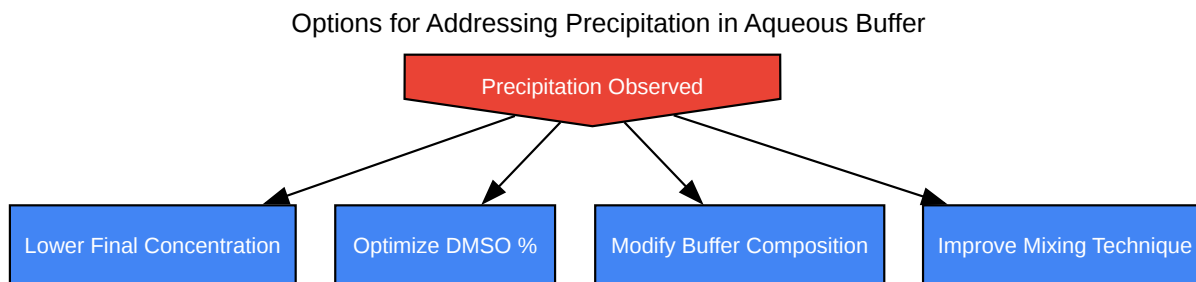 Options for Addressing Precipitation in Aqueous Buffer
Precipitation Observed
Lower Final Concentration
Optimize DMSO %
Modify Buffer Composition
Improve Mixing Technique